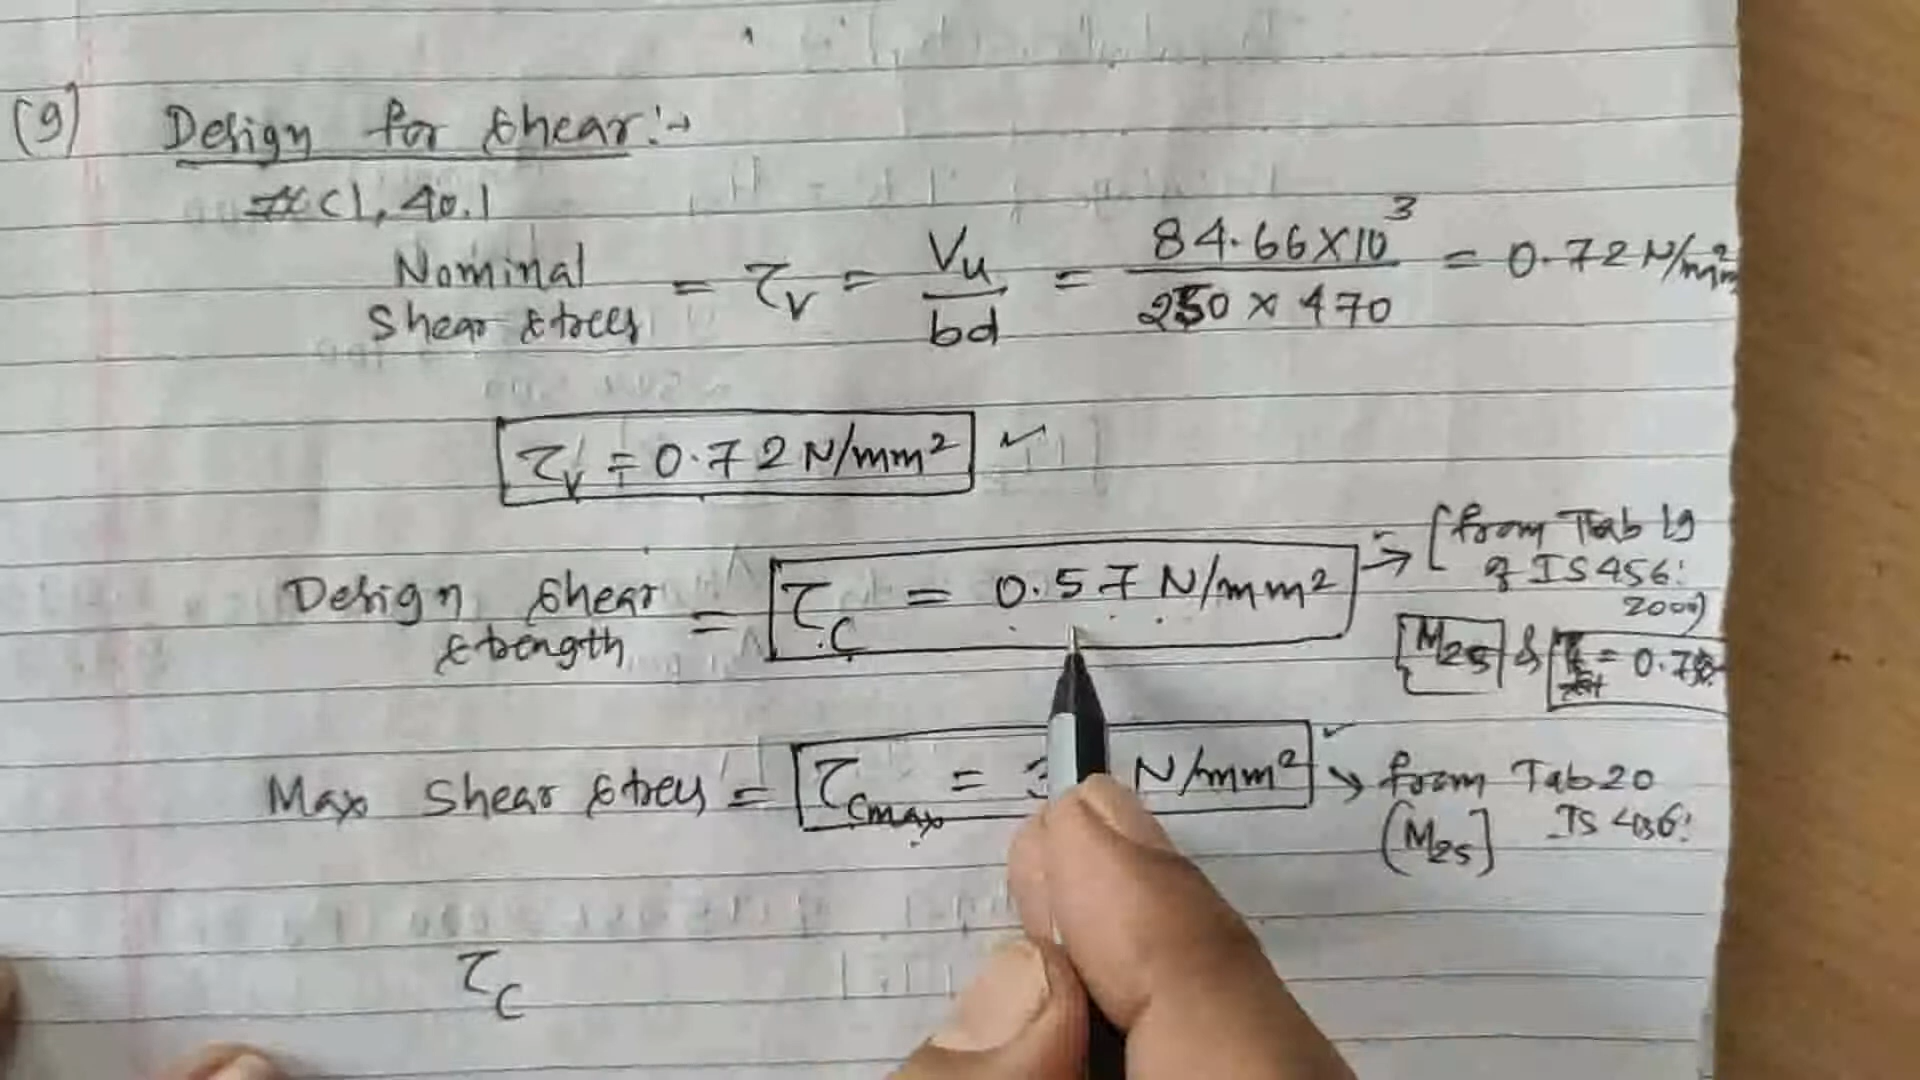 (9) Design for shear:→
Cl, 40.1
Nominal Shear stress = τv = Vu / bd = 84.66×10³ / 250 × 470 = 0.72 N/mm²
τv = 0.72 N/mm² ✓
Design shear strength = τc = 0.57 N/mm² → [from Tab 19 of IS456: 2000)
M25 & = 0.7
Max Shear stress = τcmax = N/mm² → from Tab 20 IS 456:
(M25]
τc